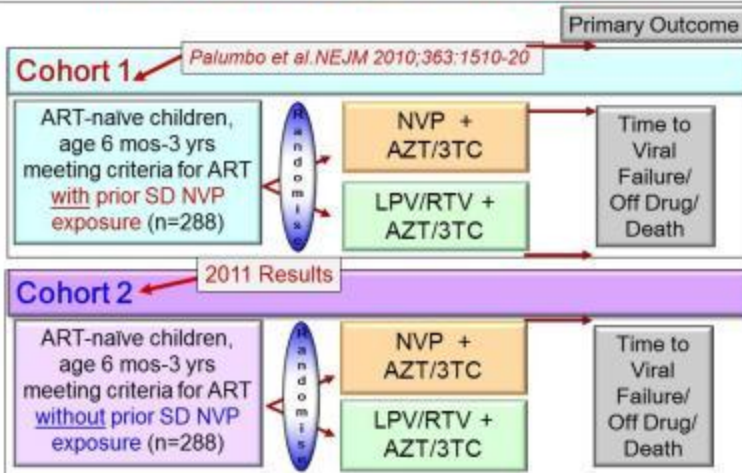 Primary Outcome
Palumbo et al.NEJM 2010;363:1510-20
Cohort 1
ART-naïve children,
age 6 mos-3 yrs
meeting criteria for ART
with prior SD NVP
exposure (n=288)
Randomise
NVP +
AZT/3TC
LPV/RTV +
AZT/3TC
Time to
Viral
Failure/
Off Drug/
Death
2011 Results
Cohort 2
ART-naïve children,
age 6 mos-3 yrs
meeting criteria for ART
without prior SD NVP
exposure (n=288)
Randomise
NVP +
AZT/3TC
LPV/RTV +
AZT/3TC
Time to
Viral
Failure/
Off Drug/
Death